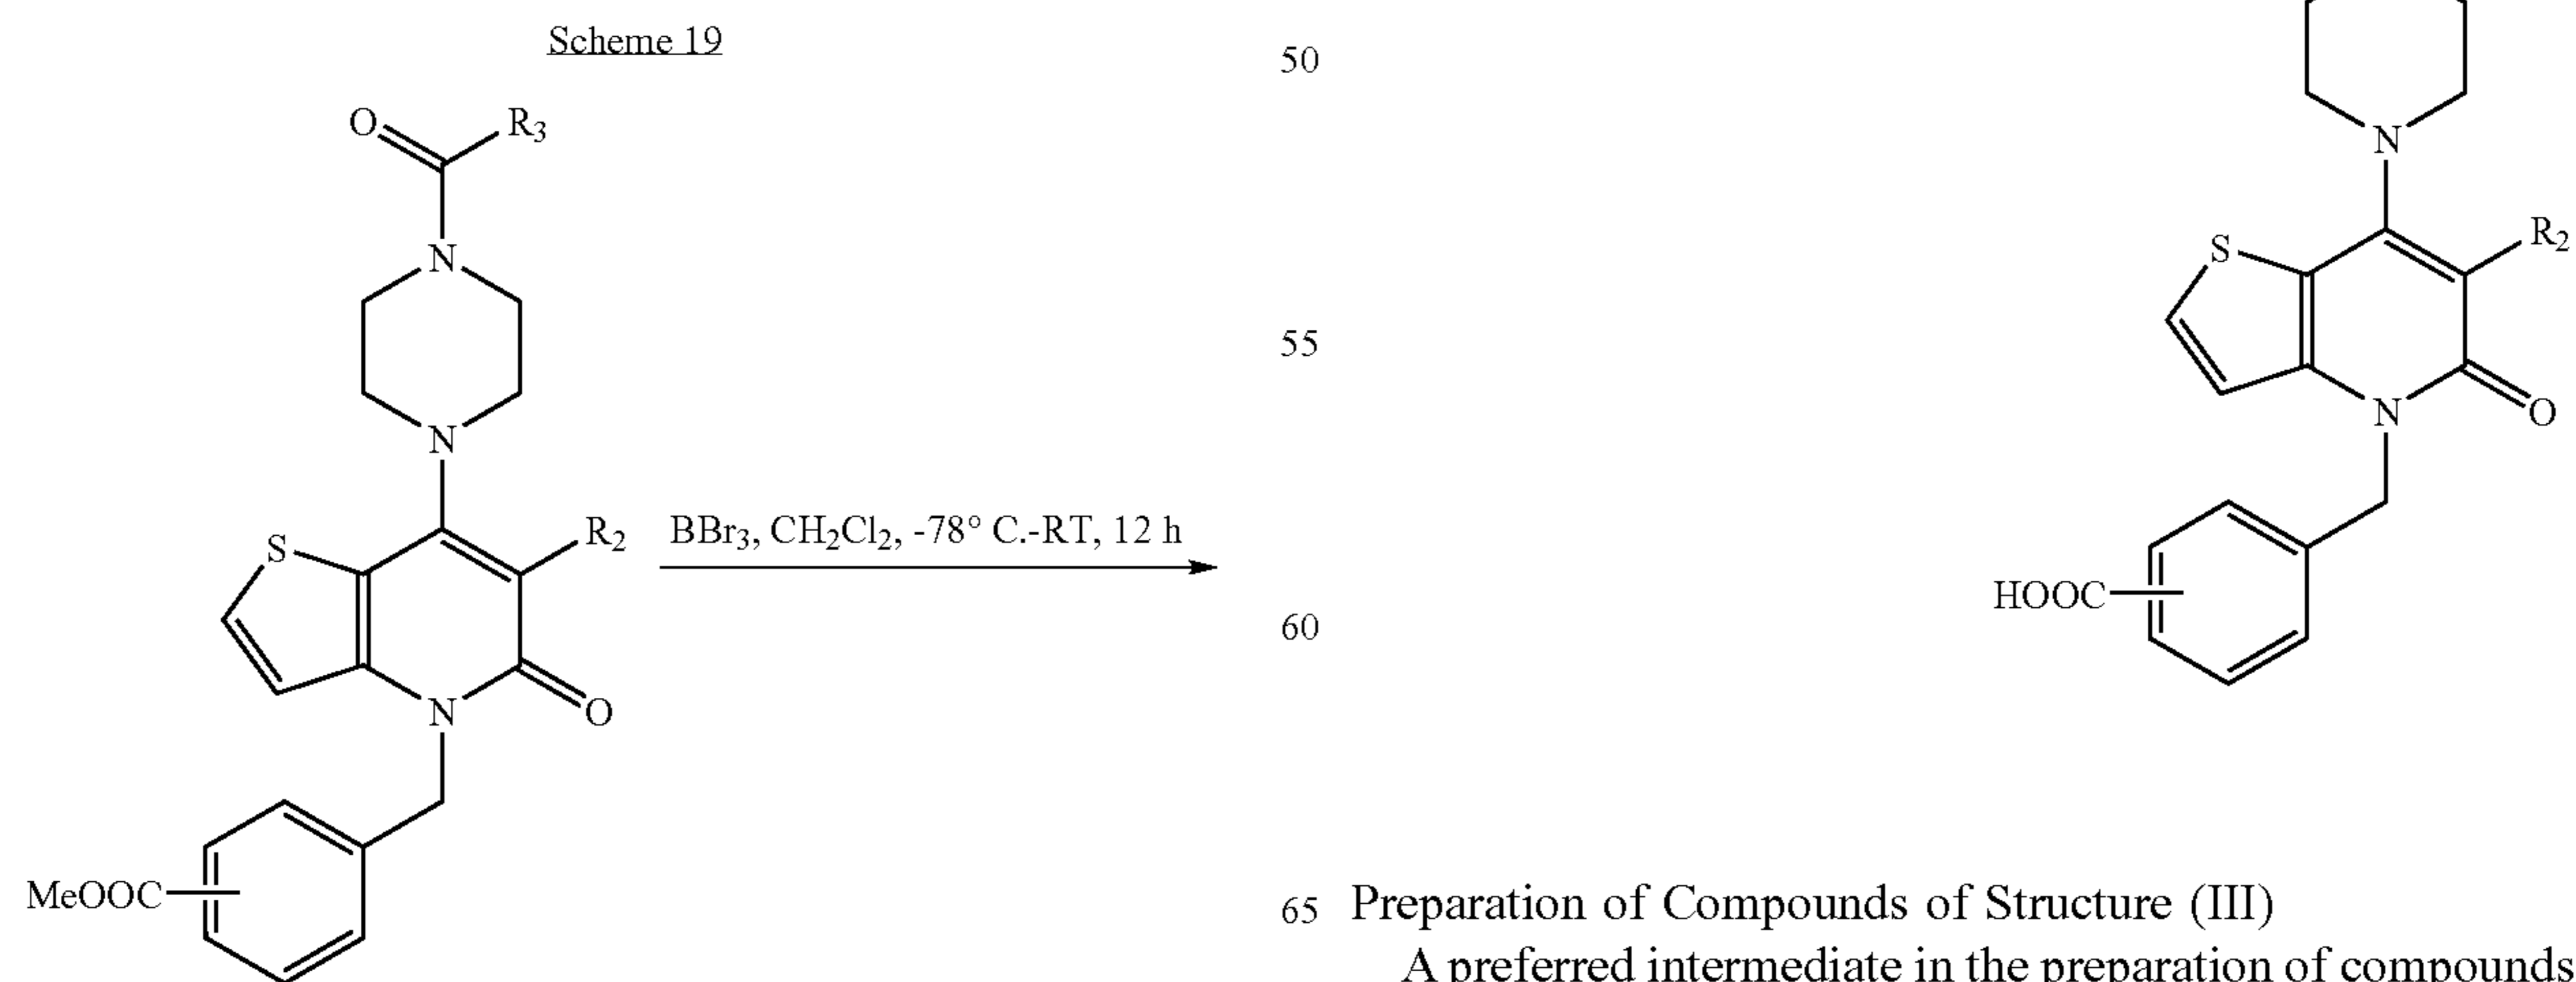 Scheme 19
O
R3
N
N
S
R2
N
O
MeOOC
BBr3, CH2Cl2, -78° C.-RT, 12 h
50
55
60
65
N
S
R2
N
O
HOOC
Preparation of Compounds of Structure (III)
A preferred intermediate in the preparation of compounds